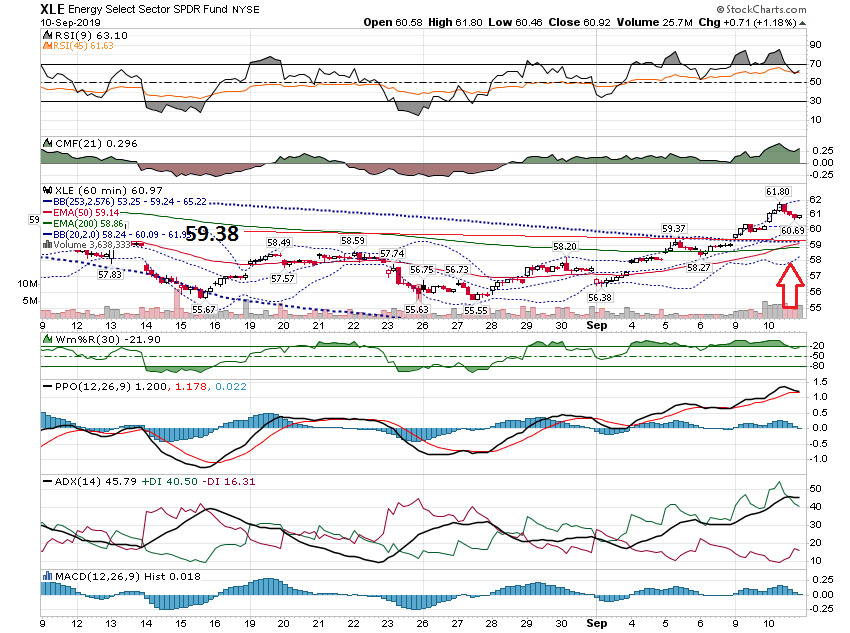 XLE Energy Select Sector SPDR Fund NYSE
© StockCharts.com
10-Sep-2019
Open 60.58 High 61.80 Low 60.46 Close 60.92 Volume 25.7M Chg +0.71 (+1.18%)
RSI(9) 63.10
RSI(45) 61.63
90
70
50
30
10
CMF(21) 0.296
0.25
0.00
-0.25
XLE (60 min) 60.97
BB(253,2.576) 53.25 - 59.24 - 65.22
EMA(50) 59.14
EMA(200) 58.86
BB(20,2.0) 58.24 - 60.09 - 61.9
Volume 3,638,333
59
59.38
57.83
55.67
58.49
57.57
58.59
57.74
56.75
55.63
56.73
55.55
58.20
56.38
59.37
58.27
61.80
60.69
62
61
60
59
58
57
56
55
10M
5M
9 12 13 14 15 16 19 20 21 22 23 26 27 28 29 30 Sep 4 5 6 9 10
Wm%R(30) -21.90
-20
-50
-80
PPO(12,26,9) 1.200, 1.178, 0.022
1.5
1.0
0.5
0.0
-0.5
-1.0
ADX(14) 45.79 +DI 40.50 -DI 16.31
50
40
30
20
10
MACD(12,26,9) Hist 0.018
0.25
0.00
-0.25
9 12 13 14 15 16 19 20 21 22 23 26 27 28 29 30 Sep 4 5 6 9 10